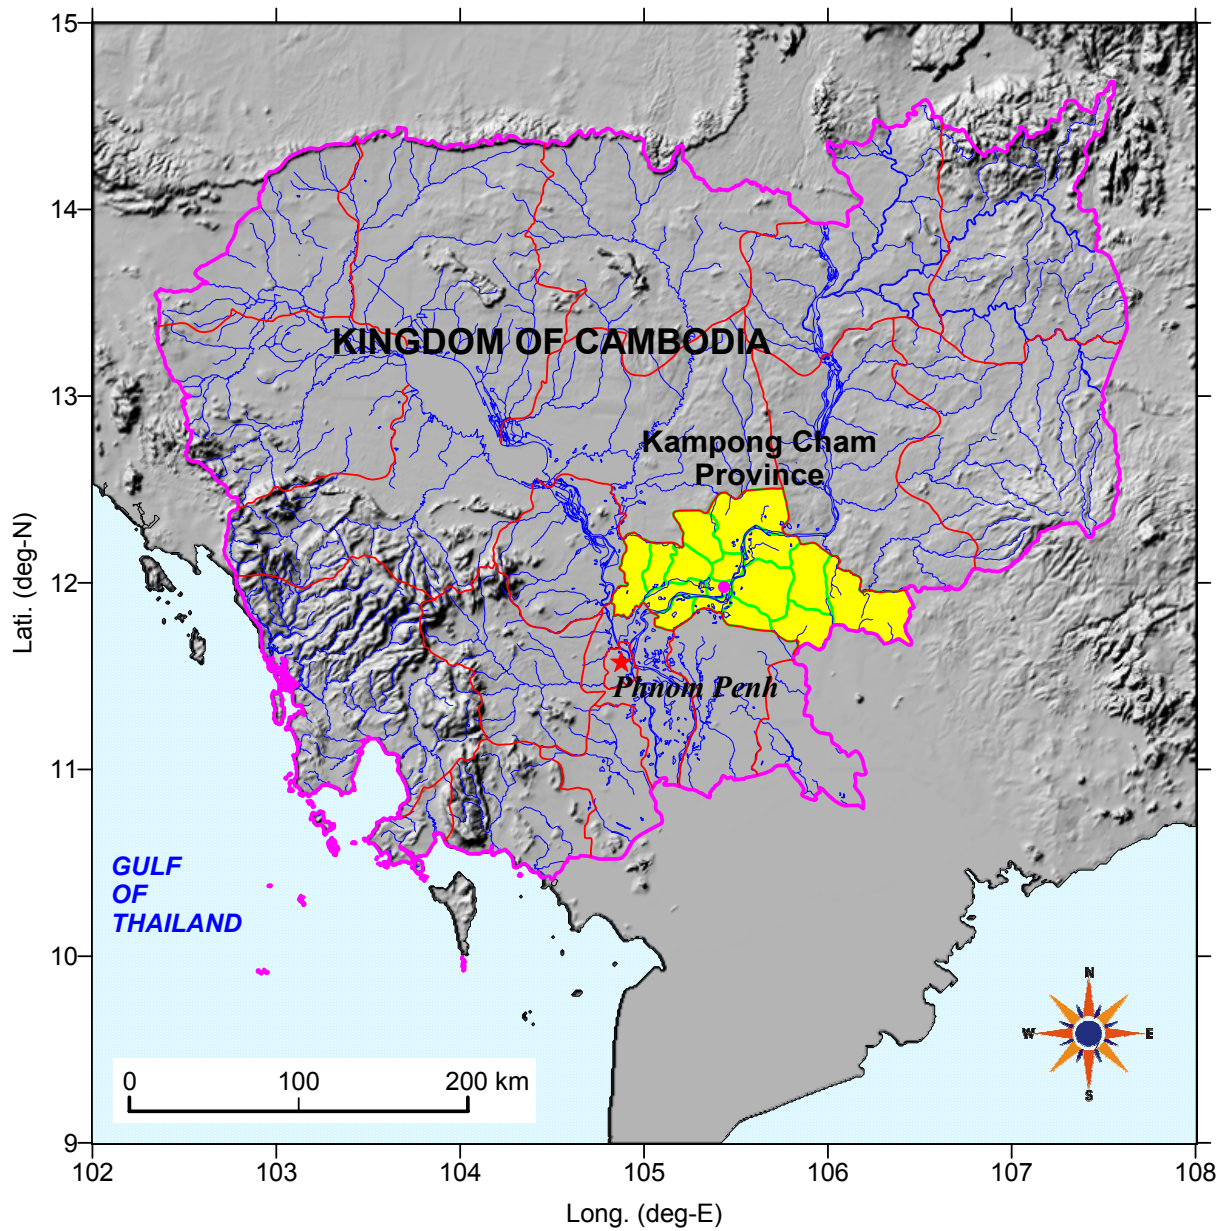 15
14
13
12
11
10
9
Lati. (deg-N)
KINGDOM OF CAMBODIA
Kampong Cham
Province
Phnom Penh
GULF
OF
THAILAND
N
W
E
S
0 100 200 km
102 103 104 105 106 107 108
Long. (deg-E)